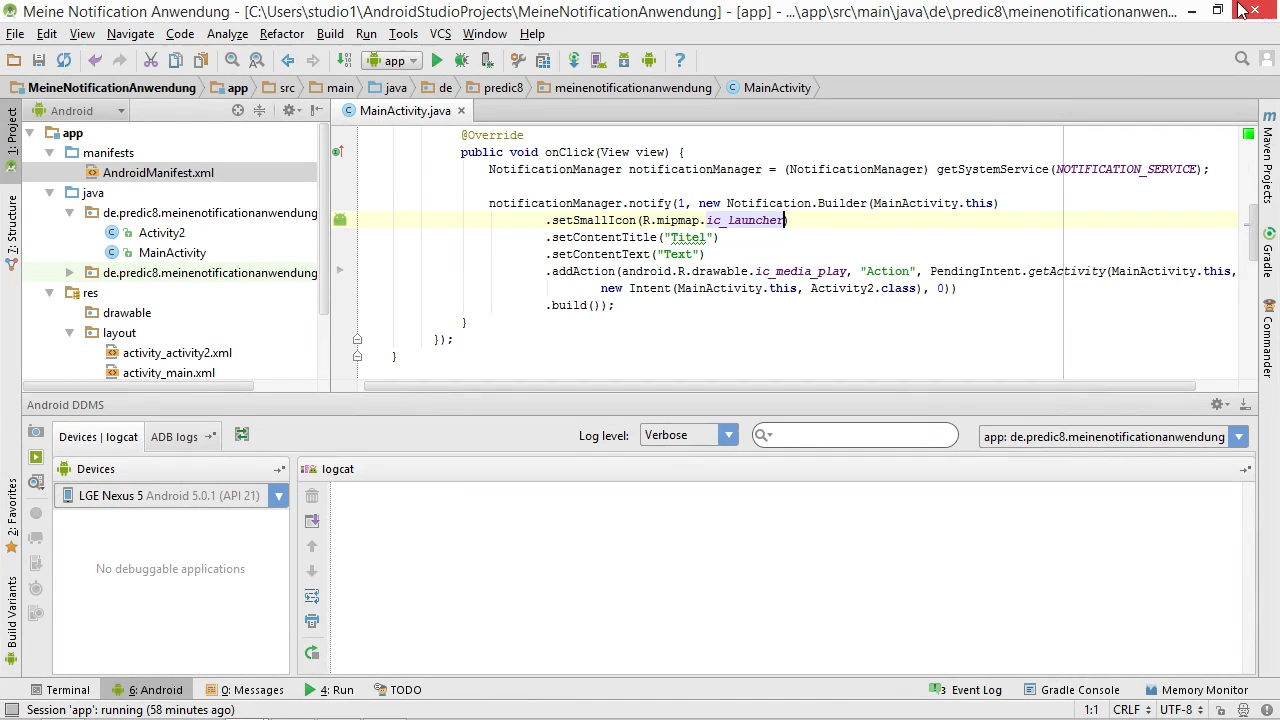 Meine Notification Anwendung - [C:\Users\studio1\AndroidStudioProjects\MeineNotificationAnwendung] - [app] - ...\app\src\main\java\de\predic8\meinenotificationanwen...
File Edit View Navigate Code Analyze Refactor Build Run Tools VCS Window Help
app
MeineNotificationAnwendung app src main java de predic8 meinenotificationanwendung MainActivity
1: Project
7: Structure
2: Favorites
Build Variants
Android
app
manifests
AndroidManifest.xml
java
de.predic8.meinenotificationanwendung
Activity2
MainActivity
de.predic8.meinenotificationanwendung
res
drawable
layout
activity_activity2.xml
activity_main.xml
MainActivity.java
@Override
public void onClick(View view) {
NotificationManager notificationManager = (NotificationManager) getSystemService(NOTIFICATION_SERVICE);
notificationManager.notify(1, new Notification.Builder(MainActivity.this)
.setSmallIcon(R.mipmap.ic_launcher)
.setContentTitle("Titel")
.setContentText("Text")
.addAction(android.R.drawable.ic_media_play, "Action", PendingIntent.getActivity(MainActivity.this,
new Intent(MainActivity.this, Activity2.class), 0))
.build());
}
});
}
Maven Projects
Gradle
Commander
Android DDMS
Devices | logcat
ADB logs
Log level:
Verbose
app: de.predic8.meinenotificationanwendung
Devices
logcat
LGE Nexus 5 Android 5.0.1 (API 21)
No debuggable applications
Terminal
6: Android
0: Messages
4: Run
TODO
3 Event Log
Gradle Console
Memory Monitor
Session 'app': running (58 minutes ago)
1:1 CRLF UTF-8